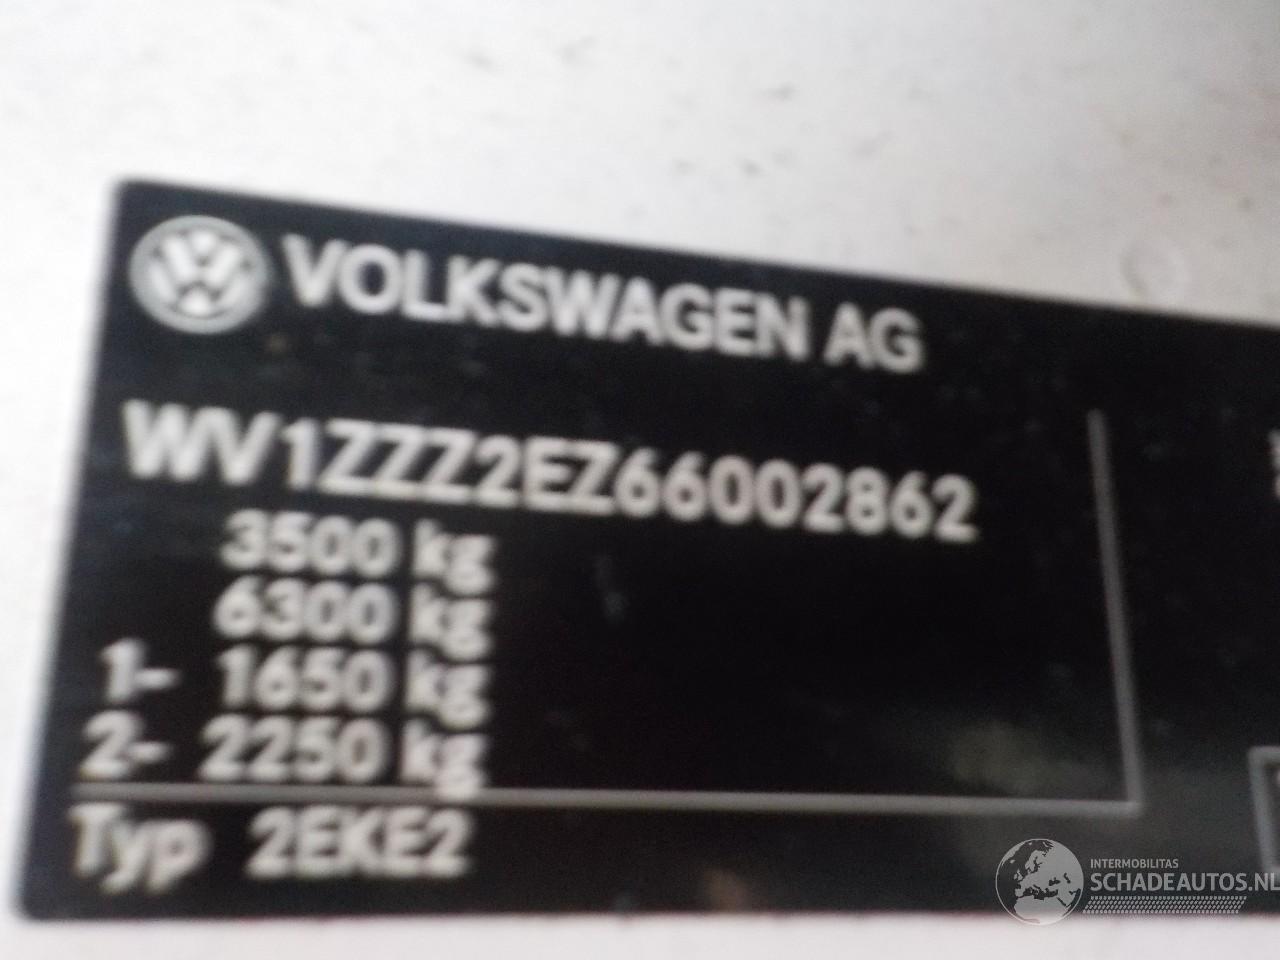 VOLKSWAGEN AG
WV1ZZZ2EZ66002862
3500 kg
6300 kg
1- 1650 kg
2- 2250 kg
Typ 2EKE2
INTERMOBILITAS
SCHADEAUTOS.NL